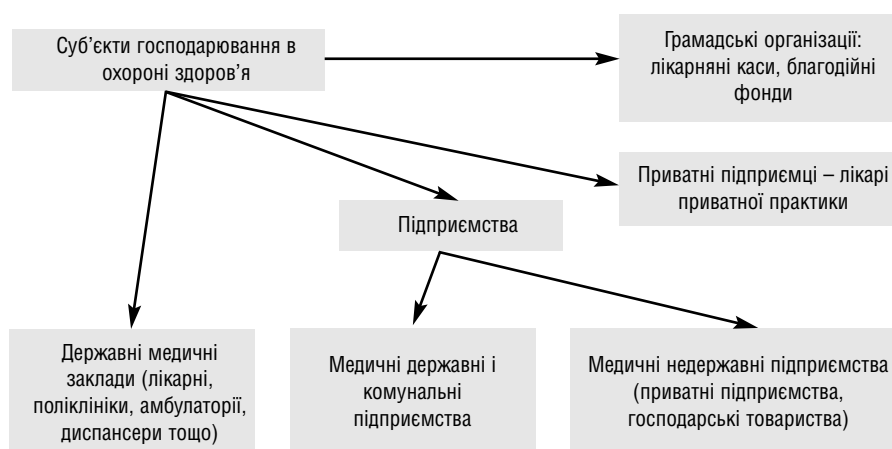 Суб’єкти господарювання в
охороні здоров’я
Грамадські організації:
лікарняні каси, благодійні
фонди
Приватні підприємці – лікарі
приватної практики
Підприємства
Державні медичні
заклади (лікарні,
поліклініки, амбулаторії,
диспансери тощо)
Медичні державні і
комунальні
підприємства
Медичні недержавні підприємства
(приватні підприємства,
господарські товариства)